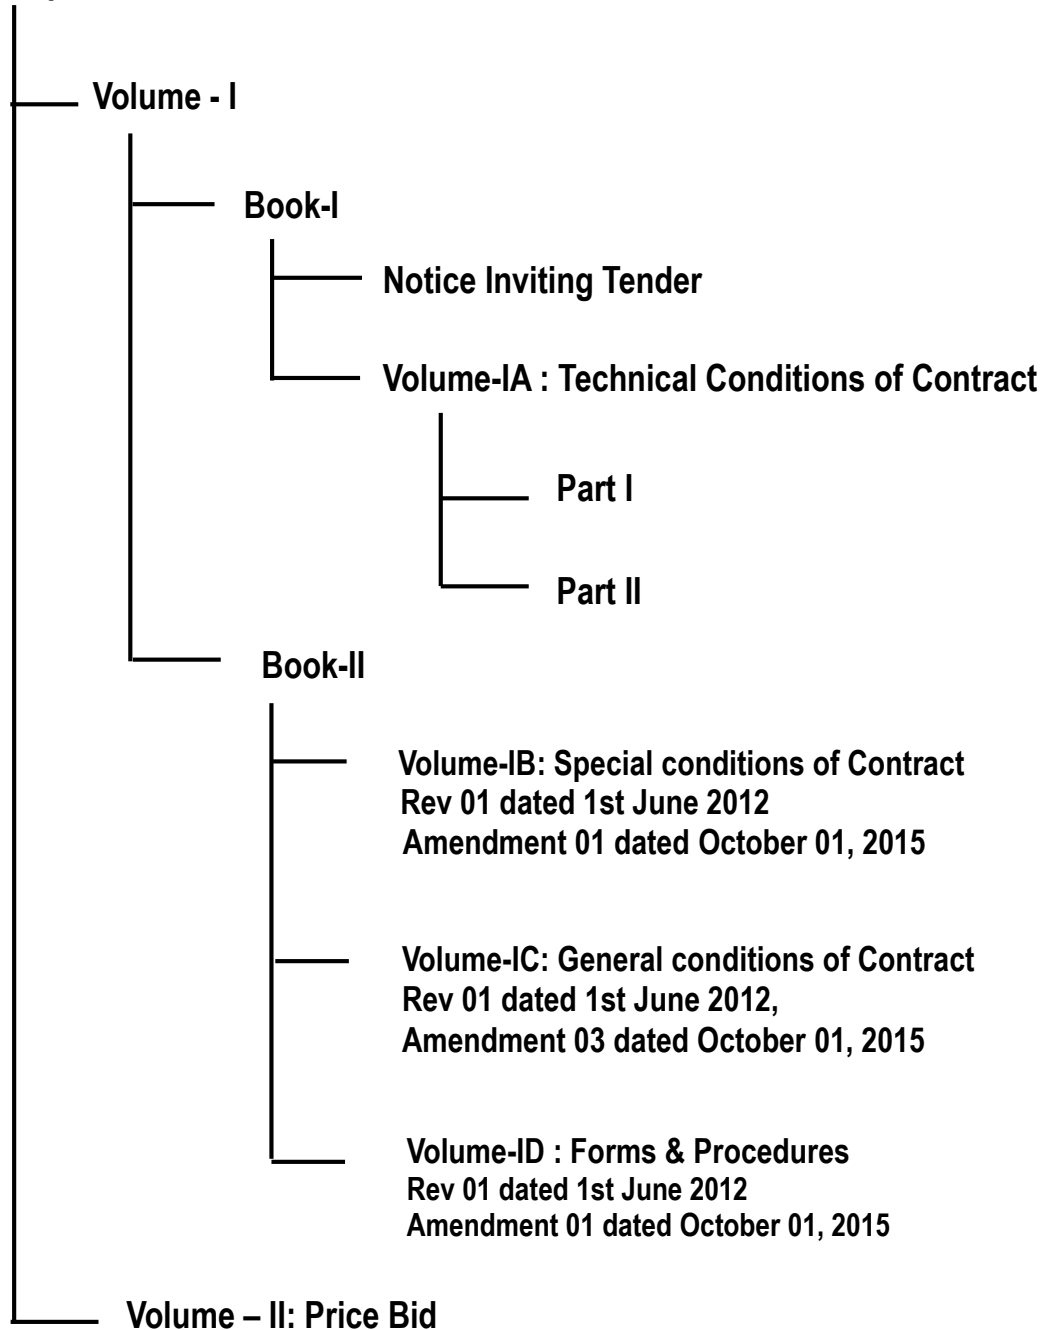 Volume - I
Book-I
Notice Inviting Tender
Volume-IA : Technical Conditions of Contract
Part I
Part II
Book-II
Volume-IB: Special conditions of Contract
Rev 01 dated 1st June 2012
Amendment 01 dated October 01, 2015
Volume-IC: General conditions of Contract
Rev 01 dated 1st June 2012,
Amendment 03 dated October 01, 2015
Volume-ID : Forms & Procedures
Rev 01 dated 1st June 2012
Amendment 01 dated October 01, 2015
Volume – II: Price Bid